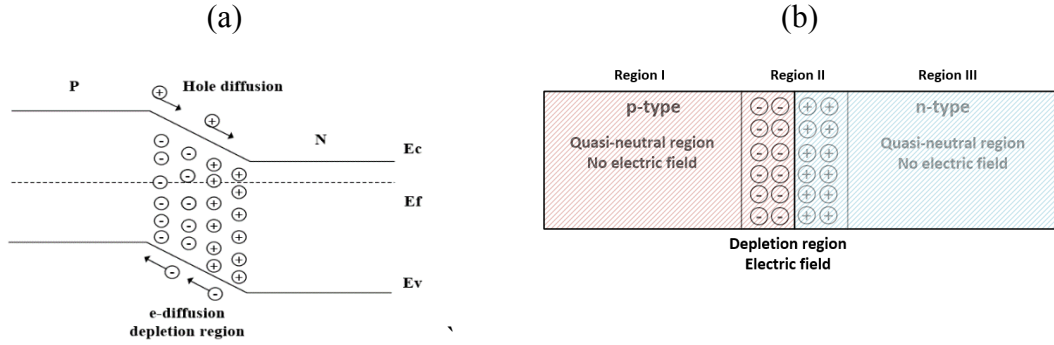 (a)
P
Hole diffusion
N
Ec
Ef
Ev
e-diffusion
depletion region
`
(b)
Region I
Region II
Region III
p-type
Quasi-neutral region
No electric field
n-type
Quasi-neutral region
No electric field
Depletion region
Electric field